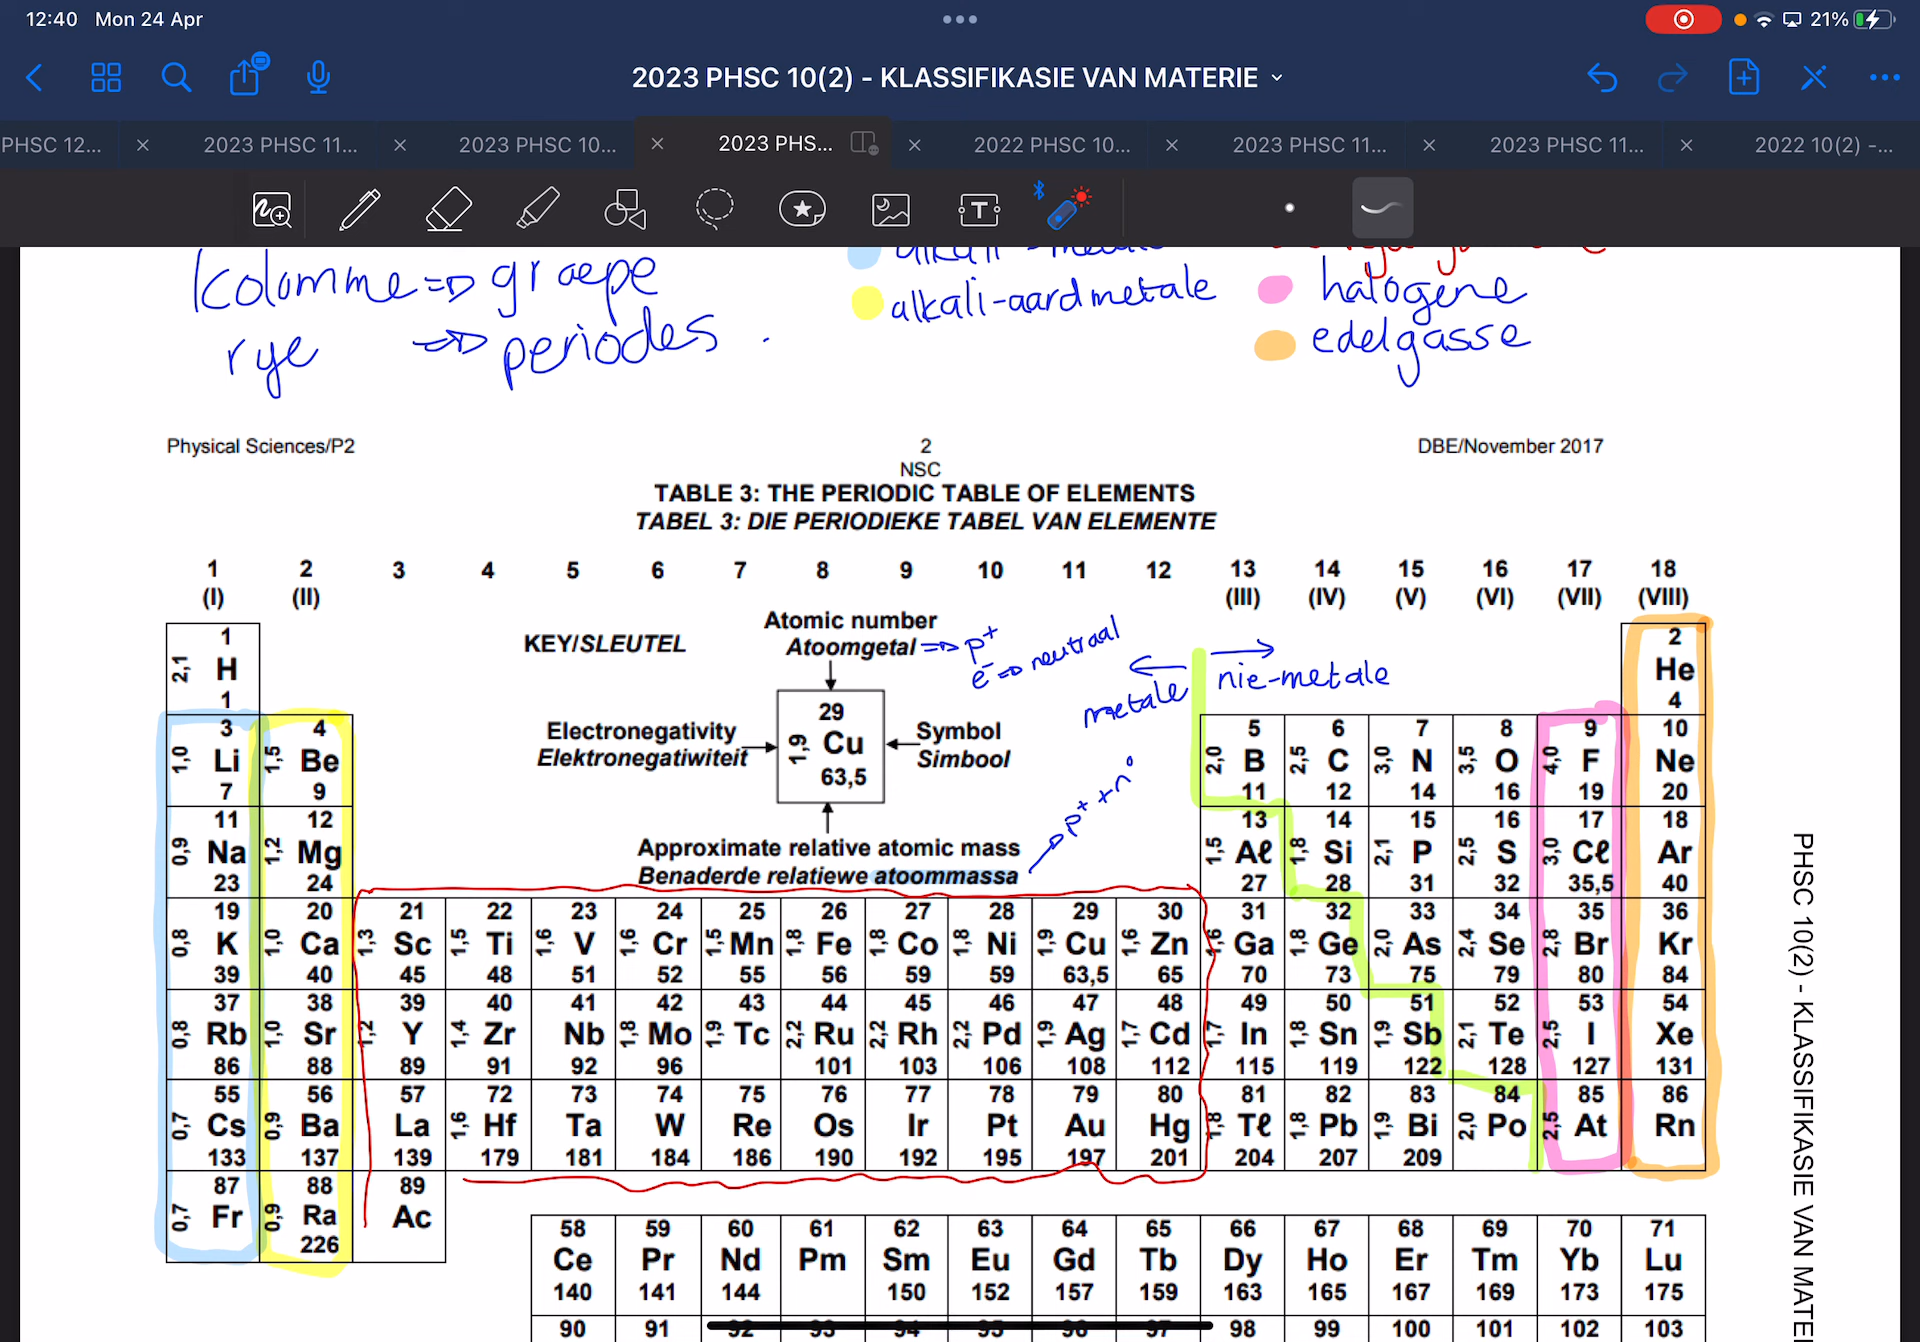 12:40 Mon 24 Apr
21%
2023 PHSC 10(2) - KLASSIFIKASIE VAN MATERIE
PHSC 12...
2023 PHSC 11...
2023 PHSC 10...
2023 PHS...
2022 PHSC 10...
2023 PHSC 11...
2023 PHSC 11...
2022 10(2) -...
kolomme => groepe
rye => periodes
alkali-metale
alkali-aardmetale
halogene
edelgasse
Physical Sciences/P2
2
NSC
DBE/November 2017
TABLE 3: THE PERIODIC TABLE OF ELEMENTS
TABEL 3: DIE PERIODIEKE TABEL VAN ELEMENTE
1 2 3 4 5 6 7 8 9 10 11 12 13 14 15 16 17 18
(I) (II) (III) (IV) (V) (VI) (VII) (VIII)
KEY/SLEUTEL
Atomic number
Atoomgetal => p⁺
e⁻ => neutraal
Electronegativity
Elektronegatiwiteit
29
1,9 Cu
63,5
Symbol
Simbool
Approximate relative atomic mass
Benaderde relatiewe atoommassa
=> p⁺ + n⁰
metale
nie-metale
1 2
2,1 H He
1 4
3 4 5 6 7 8 9 10
1,0 Li 1,5 Be 2,0 B 2,5 C 3,0 N 3,5 O 4,0 F Ne
7 9 11 12 14 16 19 20
11 12 13 14 15 16 17 18
0,9 Na 1,2 Mg 1,5 Aℓ 1,8 Si 2,1 P 2,5 S 3,0 Cℓ Ar
23 24 27 28 31 32 35,5 40
19 20 21 22 23 24 25 26 27 28 29 30 31 32 33 34 35 36
0,8 K 1,0 Ca 1,3 Sc 1,5 Ti 1,6 V 1,6 Cr 1,5 Mn 1,8 Fe 1,8 Co 1,8 Ni 1,9 Cu 1,6 Zn 1,6 Ga 1,8 Ge 2,0 As 2,4 Se 2,8 Br Kr
39 40 45 48 51 52 55 56 59 59 63,5 65 70 73 75 79 80 84
37 38 39 40 41 42 43 44 45 46 47 48 49 50 51 52 53 54
0,8 Rb 1,0 Sr 1,2 Y 1,4 Zr Nb 1,8 Mo 1,9 Tc 2,2 Ru 2,2 Rh 2,2 Pd 1,9 Ag 1,7 Cd 1,7 In 1,8 Sn 1,9 Sb 2,1 Te 2,5 I Xe
86 88 89 91 92 96 101 103 106 108 112 115 119 122 128 127 131
55 56 57 72 73 74 75 76 77 78 79 80 81 82 83 84 85 86
0,7 Cs 0,9 Ba La 1,6 Hf Ta W Re Os Ir Pt Au Hg 1,8 Tℓ 1,8 Pb 1,9 Bi 2,0 Po 2,5 At Rn
133 137 139 179 181 184 186 190 192 195 197 201 204 207 209
87 88 89
0,7 Fr 0,9 Ra Ac
226
58 59 60 61 62 63 64 65 66 67 68 69 70 71
Ce Pr Nd Pm Sm Eu Gd Tb Dy Ho Er Tm Yb Lu
140 141 144 150 152 157 159 163 165 167 169 173 175
90 91 92 93 94 95 96 97 98 99 100 101 102 103
PHSC 10(2) - KLASSIFIKASIE VAN MATE